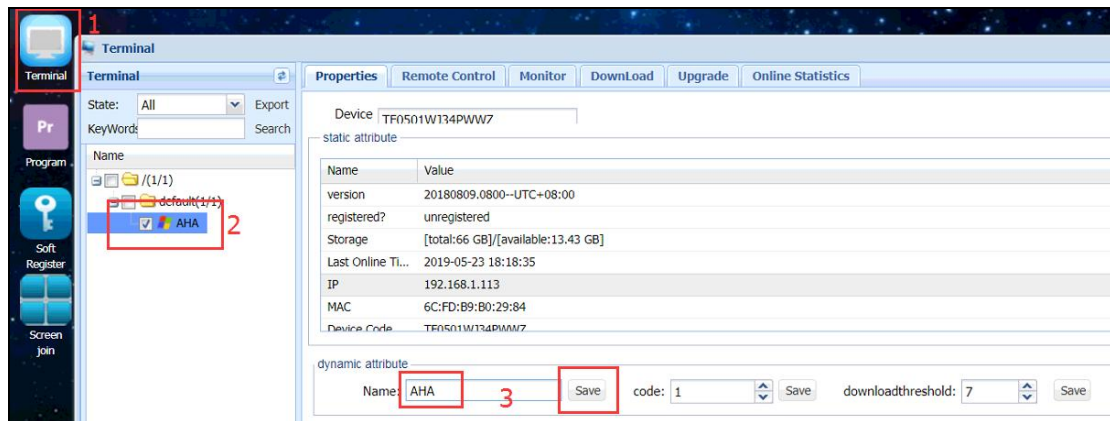 1
Terminal
Terminal
Program
Soft
Register
Screen
join
Terminal
State: All Export
KeyWords Search
Name
/(1/1)
default(1/1)
AHA
2
Properties Remote Control Monitor DownLoad Upgrade Online Statistics
Device TE0501WJ34PWWZ
static attribute
Name Value
version 20180809.0800--UTC+08:00
registered? unregistered
Storage [total:66 GB]/[available:13.43 GB]
Last Online Ti... 2019-05-23 18:18:35
IP 192.168.1.113
MAC 6C:FD:B9:B0:29:84
Device Code TE0501WJ34PWWZ
dynamic attribute
Name: AHA 3 Save code: 1 Save downloadthreshold: 7 Save
Pr